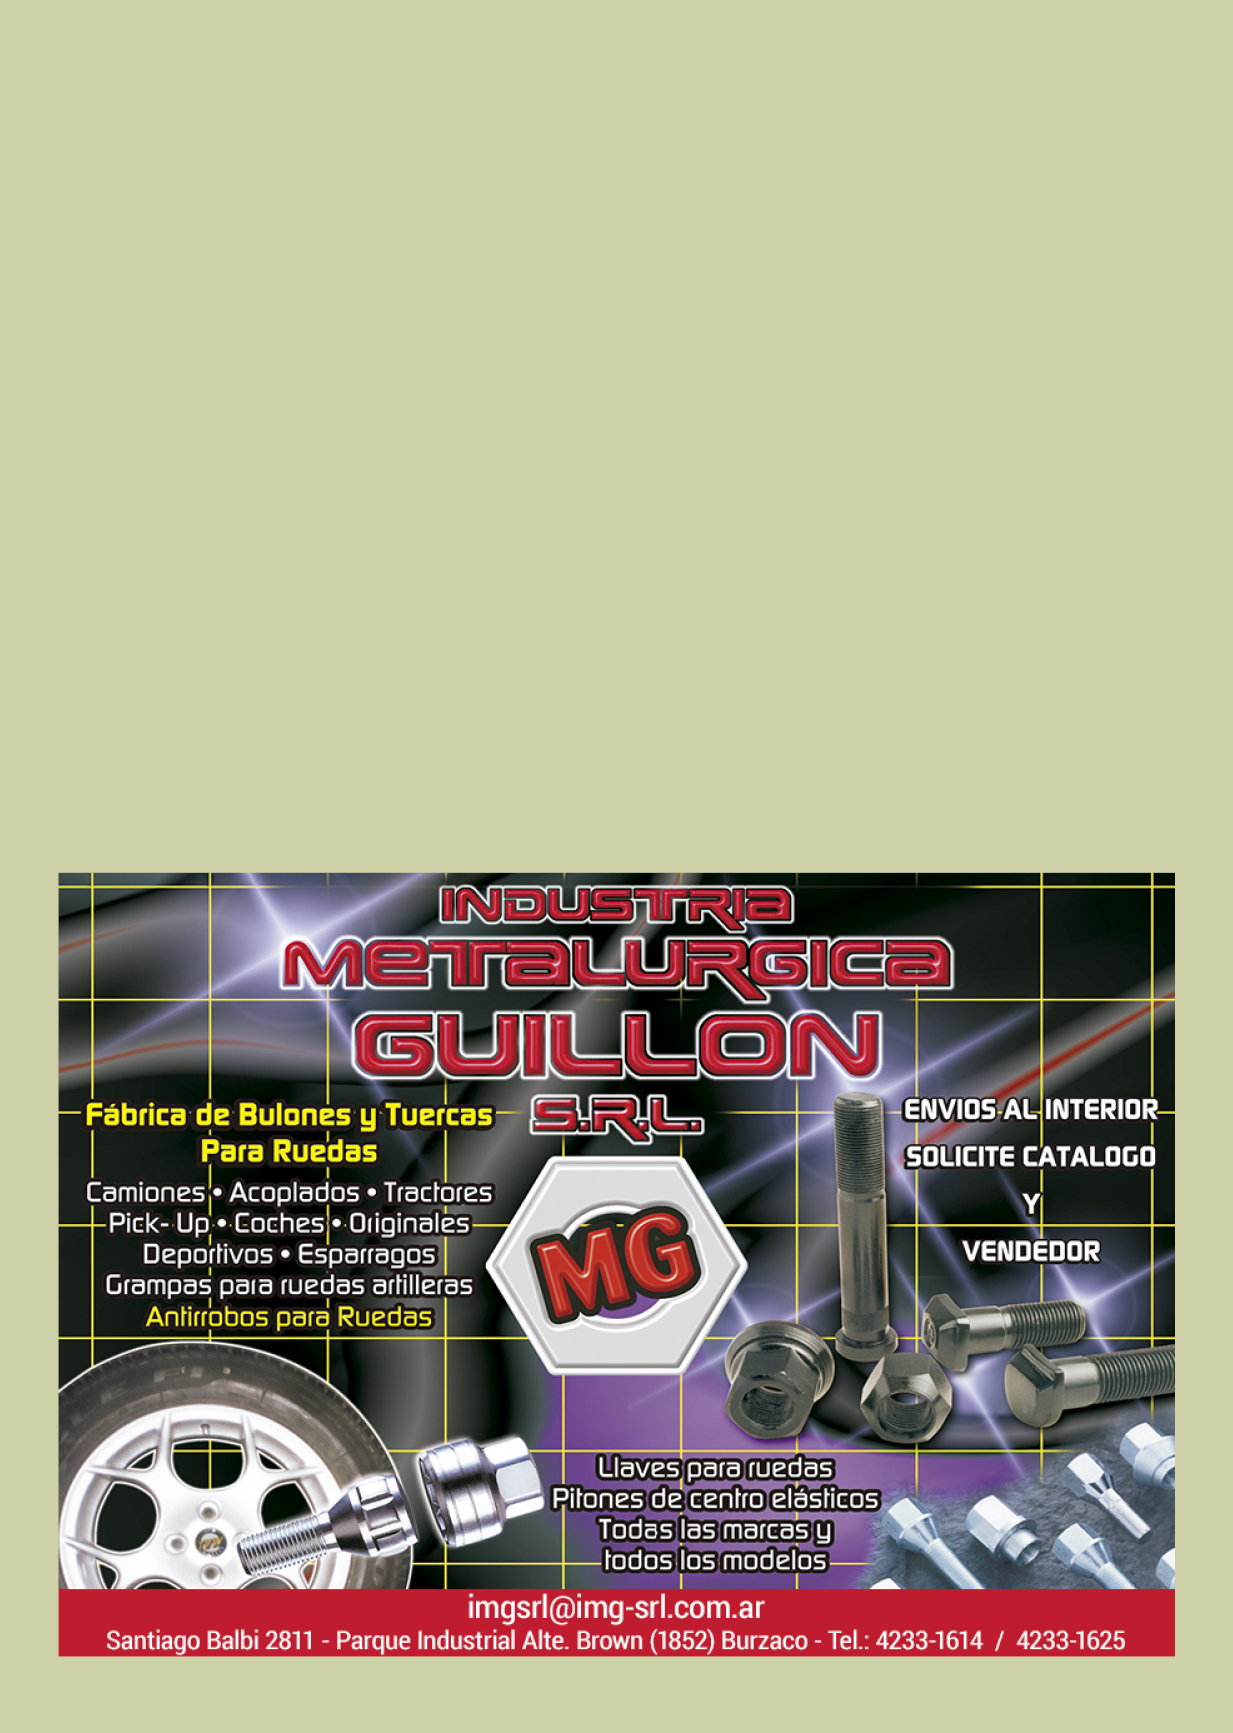 INDUSTRIA
METALURGICA
GUILLON
S.R.L.
Fábrica de Bulones y Tuercas
Para Ruedas
Camiones • Acoplados • Tractores
Pick- Up • Coches • Originales
Deportivos • Esparragos
Grampas para ruedas artilleras
Antirrobos para Ruedas
MG
ENVIOS AL INTERIOR
SOLICITE CATALOGO
Y
VENDEDOR
Llaves para ruedas
Pitones de centro elásticos
Todas las marcas y
todos los modelos
imgsrl@img-srl.com.ar
Santiago Balbi 2811 - Parque Industrial Alte. Brown (1852) Burzaco - Tel.: 4233-1614 / 4233-1625